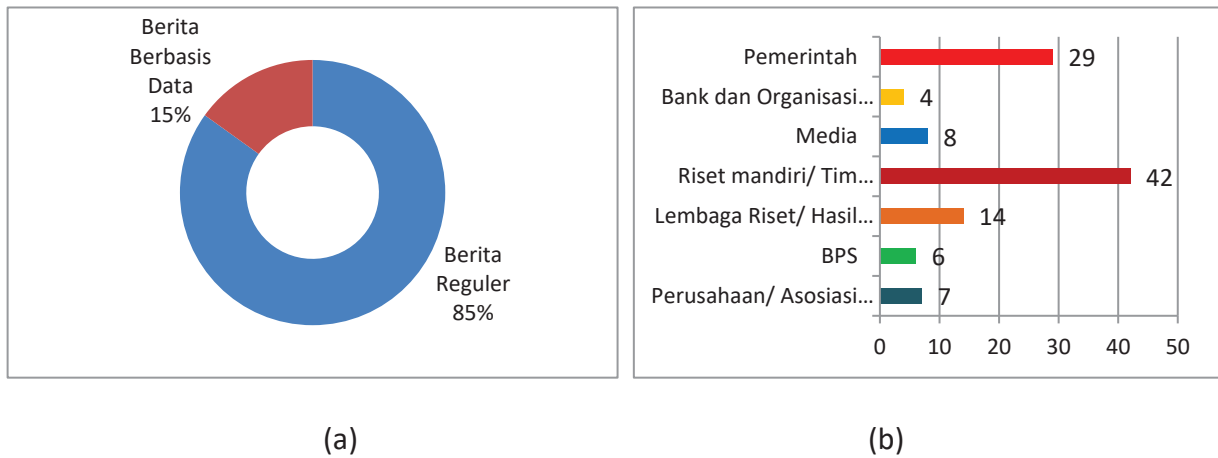 Berita
Berbasis
Data
15%
Berita
Reguler
85%
(a)
Pemerintah 29
Bank dan Organisasi... 4
Media 8
Riset mandiri/ Tim... 42
Lembaga Riset/ Hasil... 14
BPS 6
Perusahaan/ Asosiasi... 7
0 10 20 30 40 50
(b)